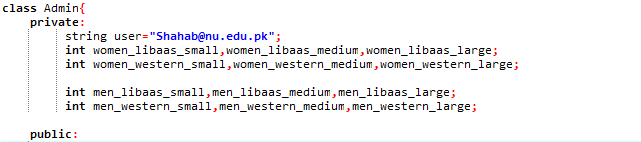 class Admin{
private:
string user="Shahab@nu.edu.pk";
int women_libaas_small,women_libaas_medium,women_libaas_large;
int women_western_small,women_western_medium,women_western_large;
int men_libaas_small,men_libaas_medium,men_libaas_large;
int men_western_small,men_western_medium,men_western_large;
public: